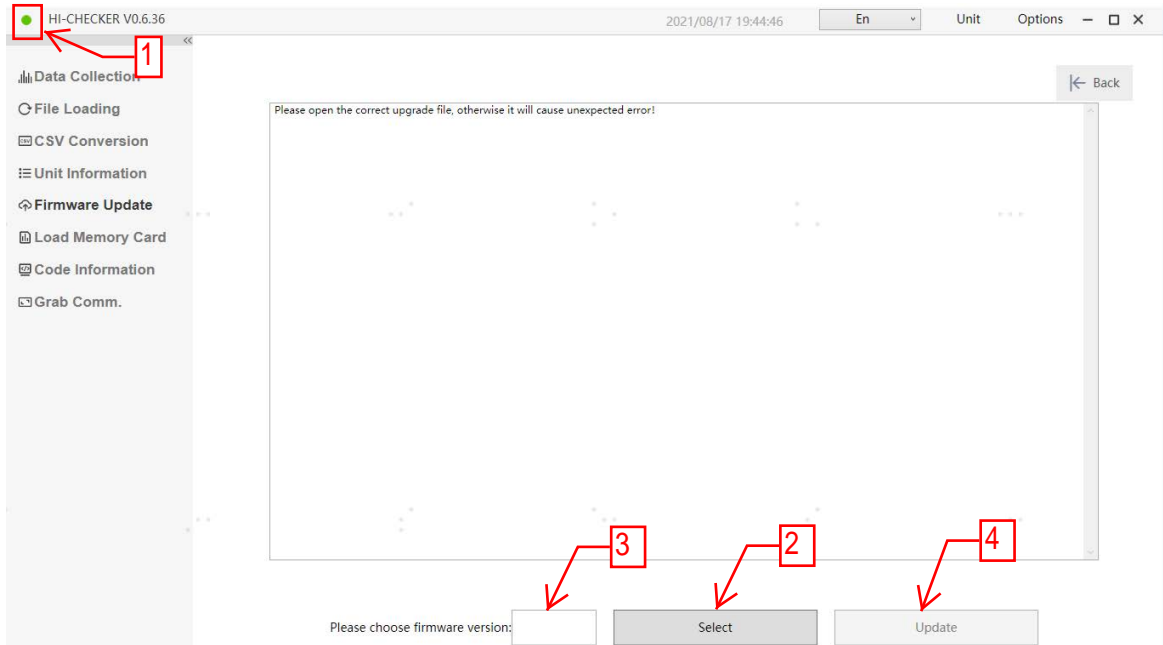 HI-CHECKER V0.6.36 2021/08/17 19:44:46 En Unit Options
1
Data Collection
Back
File Loading
Please open the correct upgrade file, otherwise it will cause unexpected error!
CSV Conversion
Unit Information
Firmware Update
Load Memory Card
Code Information
Grab Comm.
3 2 4
Please choose firmware version: Select Update